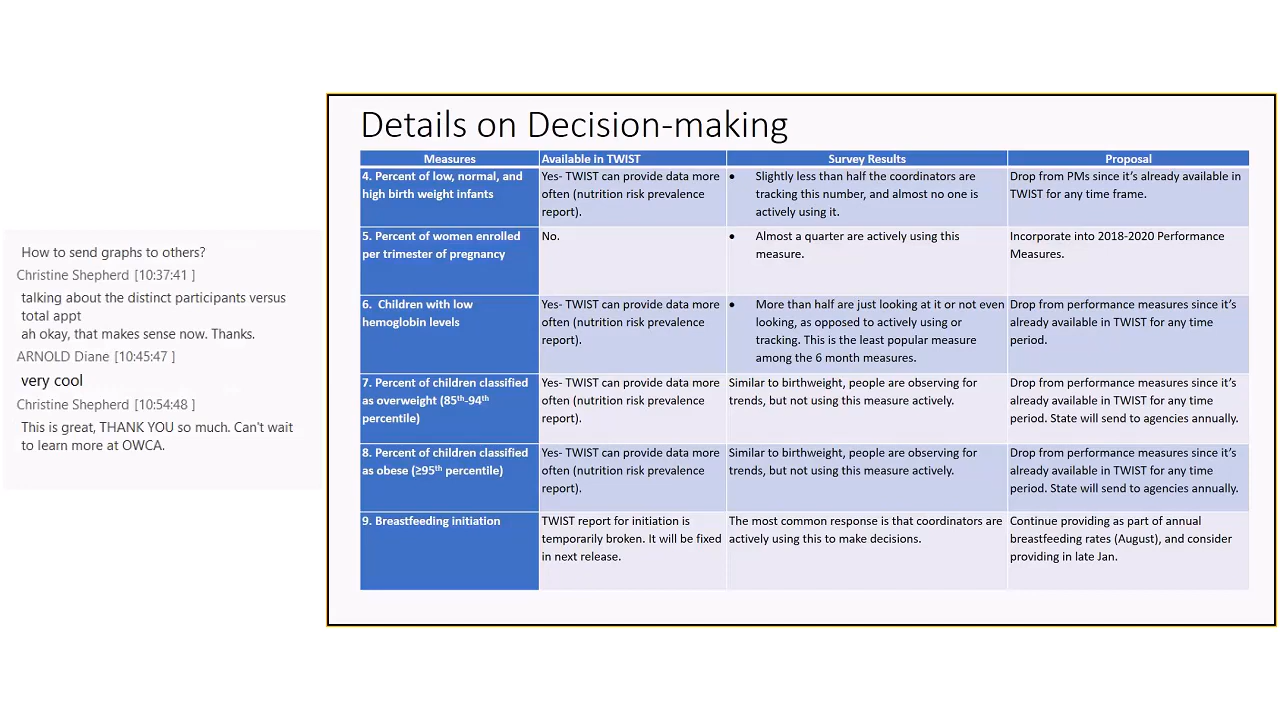 How to send graphs to others?
Christine Shepherd [10:37:41 ]
talking about the distinct participants versus
total appt
ah okay, that makes sense now. Thanks.
ARNOLD Diane [10:45:47 ]
very cool
Christine Shepherd [10:54:48 ]
This is great, THANK YOU so much. Can't wait
to learn more at OWCA.
Details on Decision-making
Measures
Available in TWIST
Survey Results
Proposal
4. Percent of low, normal, and
high birth weight infants
Yes- TWIST can provide data more
often (nutrition risk prevalence
report).
• Slightly less than half the coordinators are
tracking this number, and almost no one is
actively using it.
Drop from PMs since it's already available in
TWIST for any time frame.
5. Percent of women enrolled
per trimester of pregnancy
No.
• Almost a quarter are actively using this
measure.
Incorporate into 2018-2020 Performance
Measures.
6.  Children with low
hemoglobin levels
Yes- TWIST can provide data more
often (nutrition risk prevalence
report).
• More than half are just looking at it or not even
looking, as opposed to actively using or
tracking. This is the least popular measure
among the 6 month measures.
Drop from performance measures since it's
already available in TWIST for any time
period.
7. Percent of children classified
as overweight (85th-94th
percentile)
Yes- TWIST can provide data more
often (nutrition risk prevalence
report).
Similar to birthweight, people are observing for
trends, but not using this measure actively.
Drop from performance measures since it's
already available in TWIST for any time
period. State will send to agencies annually.
8. Percent of children classified
as obese (≥95th percentile)
Yes- TWIST can provide data more
often (nutrition risk prevalence
report).
Similar to birthweight, people are observing for
trends, but not using this measure actively.
Drop from performance measures since it's
already available in TWIST for any time
period. State will send to agencies annually.
9. Breastfeeding initiation
TWIST report for initiation is
temporarily broken. It will be fixed
in next release.
The most common response is that coordinators are
actively using this to make decisions.
Continue providing as part of annual
breastfeeding rates (August), and consider
providing in late Jan.